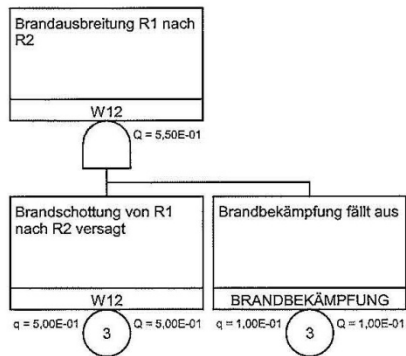 Brandausbreitung R1 nach
R2
W12
Q = 5,50E-01
Brandschottung von R1
nach R2 versagt
W12
q = 5,00E-01
3
Q = 5,00E-01
Brandbekämpfung fällt aus
BRANDBEKÄMPFUNG
q = 1,00E-01
3
Q = 1,00E-01